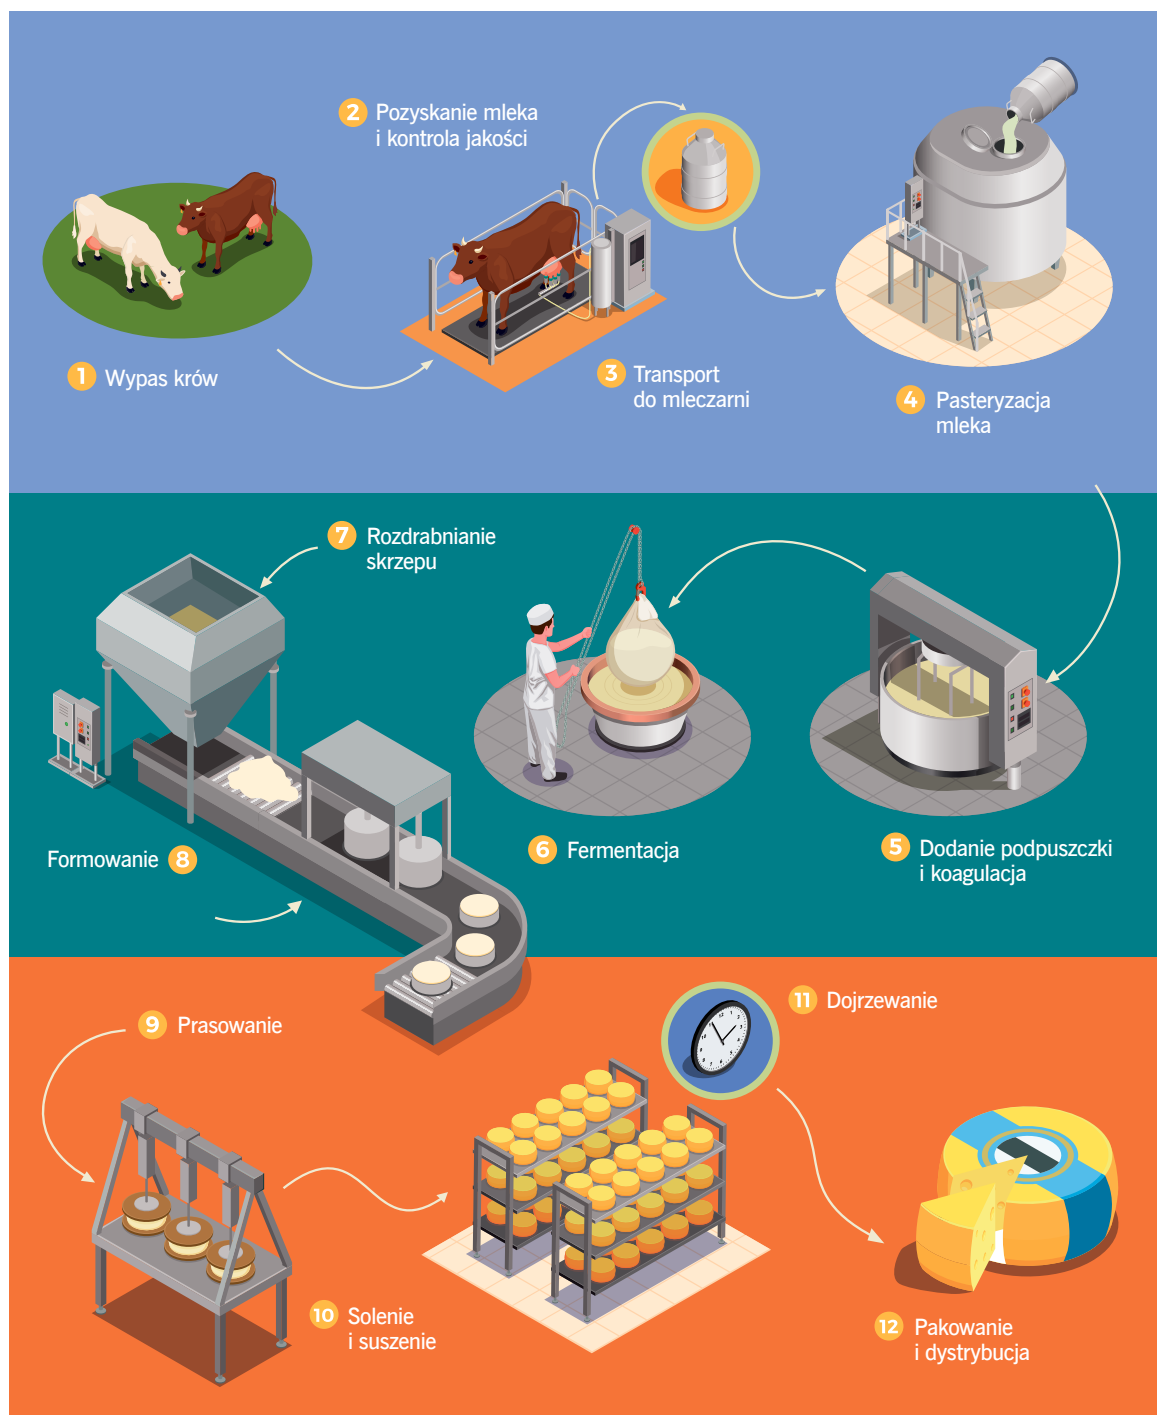 1 Wypas krów
2 Pozyskanie mleka
i kontrola jakości
3 Transport
do mleczarni
4 Pasteryzacja
mleka
5 Dodanie podpuszczki
i koagulacja
6 Fermentacja
7 Rozdrabnianie
skrzepu
Formowanie 8
9 Prasowanie
10 Solenie
i suszenie
11 Dojrzewanie
12 Pakowanie
i dystrybucja